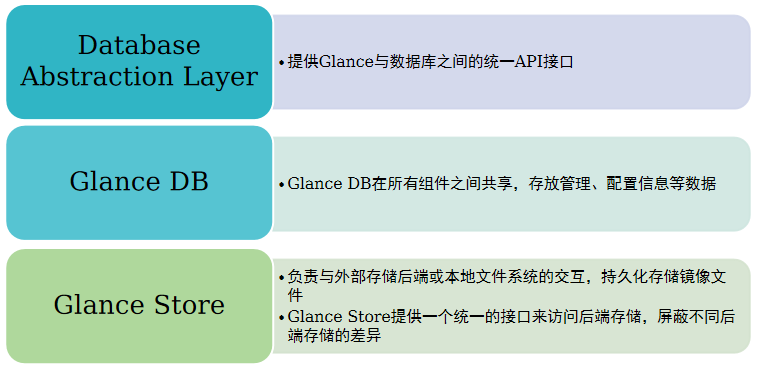 Database
Abstraction Layer
•提供Glance与数据库之间的统一API接口
Glance DB
•Glance DB在所有组件之间共享，存放管理、配置信息等数据
Glance Store
•负责与外部存储后端或本地文件系统的交互，持久化存储镜像文
件
•Glance Store提供一个统一的接口来访问后端存储，屏蔽不同后
端存储的差异